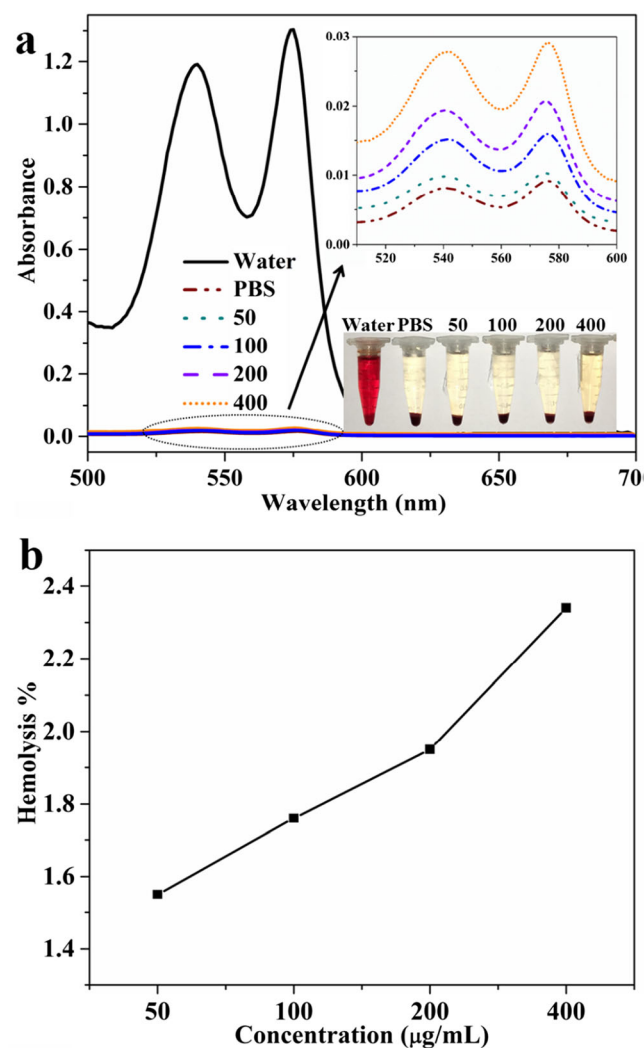 a
Absorbance
1.2
1.0
0.8
0.6
0.4
0.2
0.0
500 550 600 650 70
Wavelength (nm)
Water
PBS
50
100
200
400
0.03
0.02
0.01
0.00
520 540 560 580 600
Water PBS 50 100 200 400
b
Hemolysis %
2.4
2.2
2.0
1.8
1.6
1.4
50 100 200 400
Concentration (μg/mL)